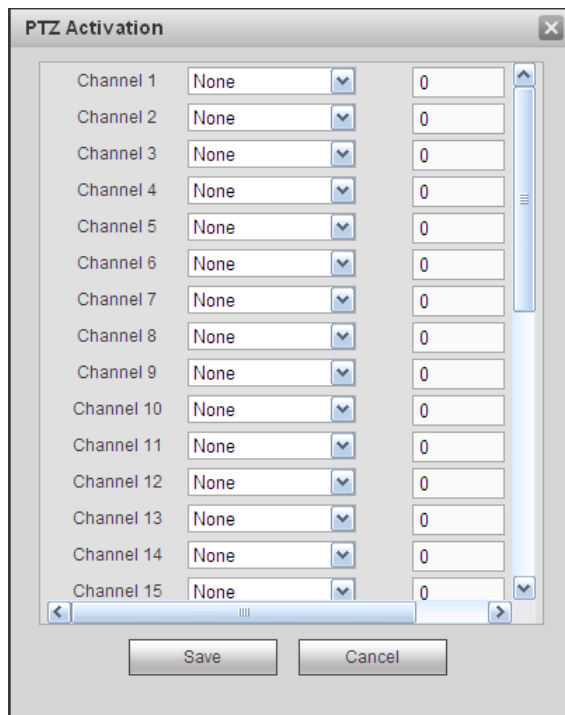 PTZ Activation
Channel 1 None 0
Channel 2 None 0
Channel 3 None 0
Channel 4 None 0
Channel 5 None 0
Channel 6 None 0
Channel 7 None 0
Channel 8 None 0
Channel 9 None 0
Channel 10 None 0
Channel 11 None 0
Channel 12 None 0
Channel 13 None 0
Channel 14 None 0
Channel 15 None 0
Save Cancel